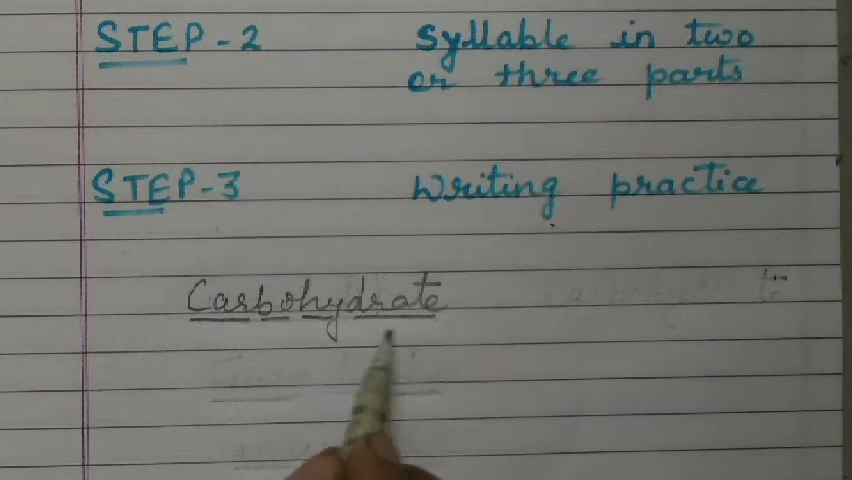 STEP-2 Syllable in two
or three parts
STEP-3 Writing practice
Carbohydrate